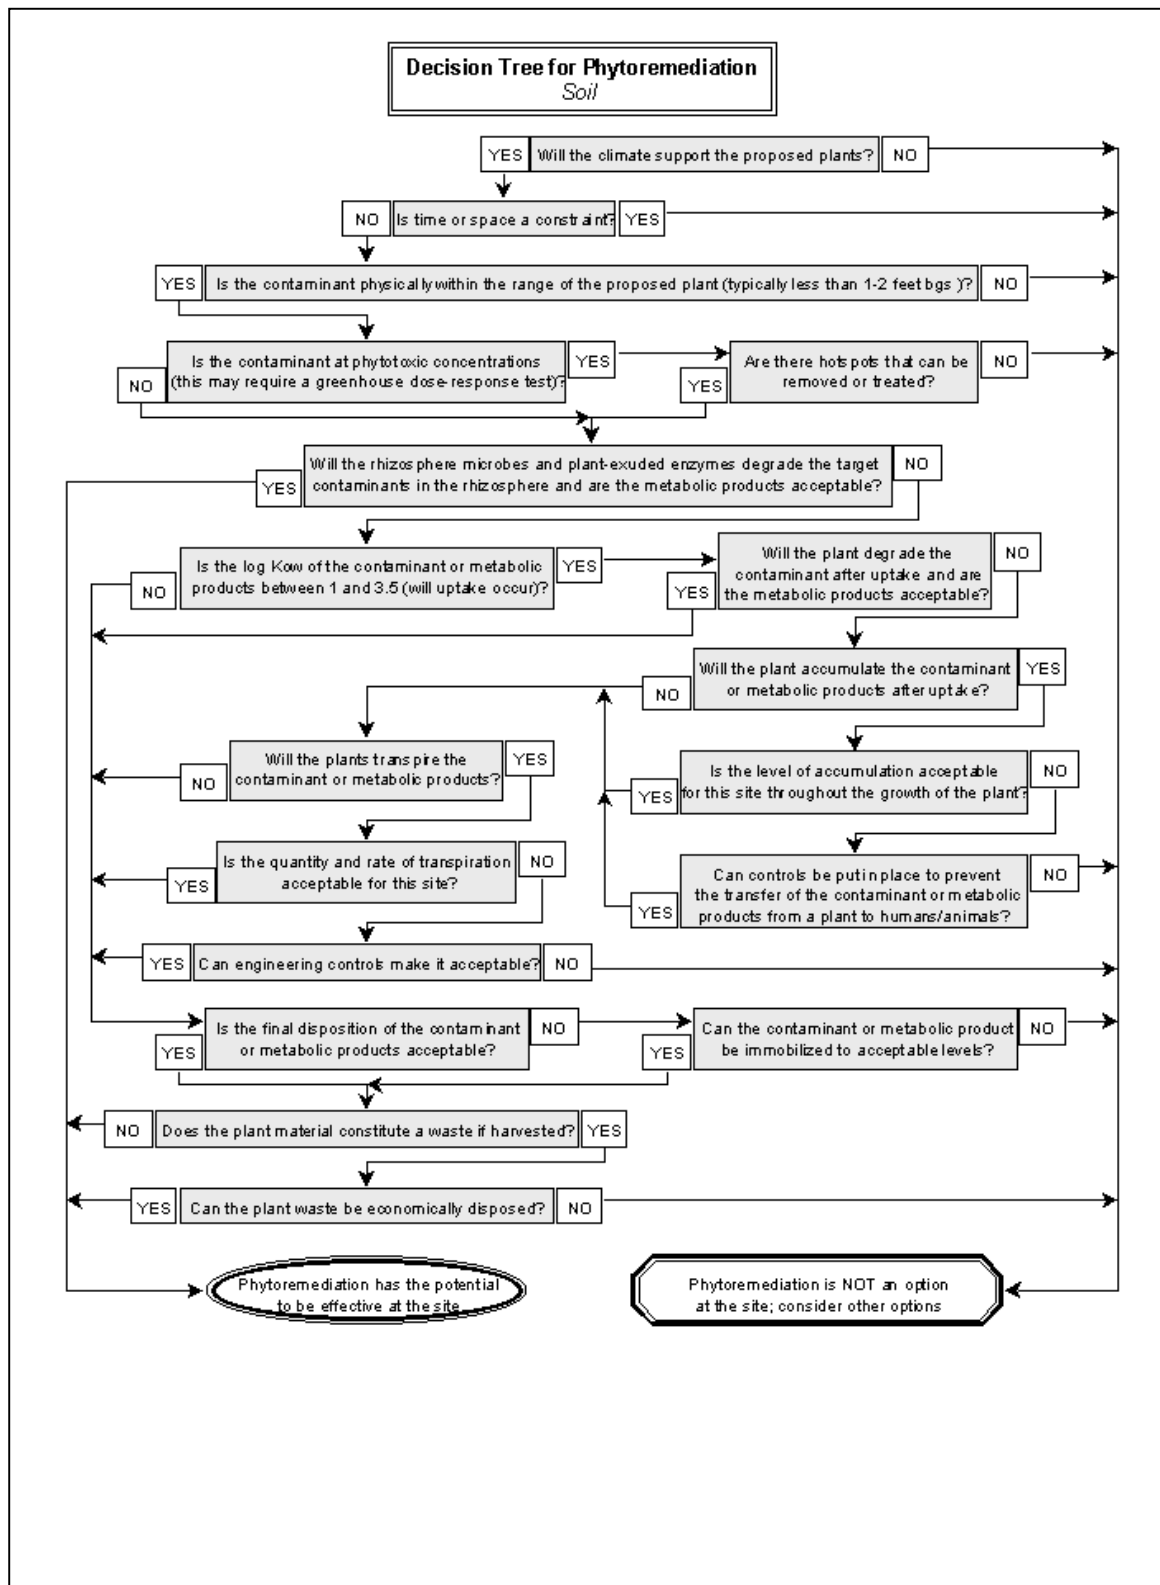 Decision Tree for Phytoremediation
Soil
YES
Will the climate support the proposed plants?
NO
NO
Is time or space a constraint?
YES
YES
Is the contaminant physically within the range of the proposed plant (typically less than 1-2 feet bgs )?
NO
Is the contaminant at phytotoxic concentrations
(this may require a greenhouse dose-response test)?
YES
NO
Are there hotspots that can be
removed or treated?
NO
YES
Will the rhizosphere microbes and plant-exuded enzymes degrade the target
contaminants in the rhizosphere and are the metabolic products acceptable?
NO
YES
Is the log Kow of the contaminant or metabolic
products between 1 and 3.5 (will uptake occur)?
YES
NO
Will the plant degrade the
contaminant after uptake and are
the metabolic products acceptable?
NO
YES
Will the plant accumulate the contaminant
or metabolic products after uptake?
YES
NO
Will the plants transpire the
contaminant or metabolic products?
YES
NO
Is the level of accumulation acceptable
for this site throughout the growth of the plant?
NO
YES
Is the quantity and rate of transpiration
acceptable for this site?
NO
YES
Can controls be put in place to prevent
the transfer of the contaminant or metabolic
products from a plant to humans/animals?
NO
YES
YES
Can engineering controls make it acceptable?
NO
Is the final disposition of the contaminant
or metabolic products acceptable?
NO
YES
Can the contaminant or metabolic product
be immobilized to acceptable levels?
NO
YES
NO
Does the plant material constitute a waste if harvested?
YES
YES
Can the plant waste be economically disposed?
NO
Phytoremediation has the potential
to be effective at the site
Phytoremediation is NOT an option
at the site; consider other options